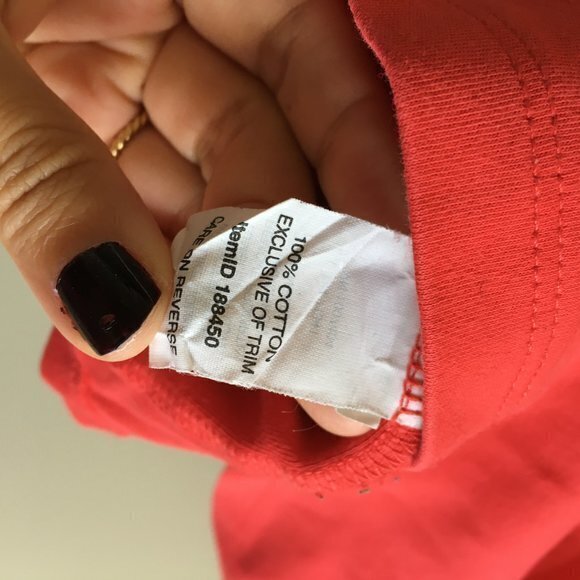 100% COTTON
EXCLUSIVE OF TRIM
ItemID 188450
CARE ON REVERSE